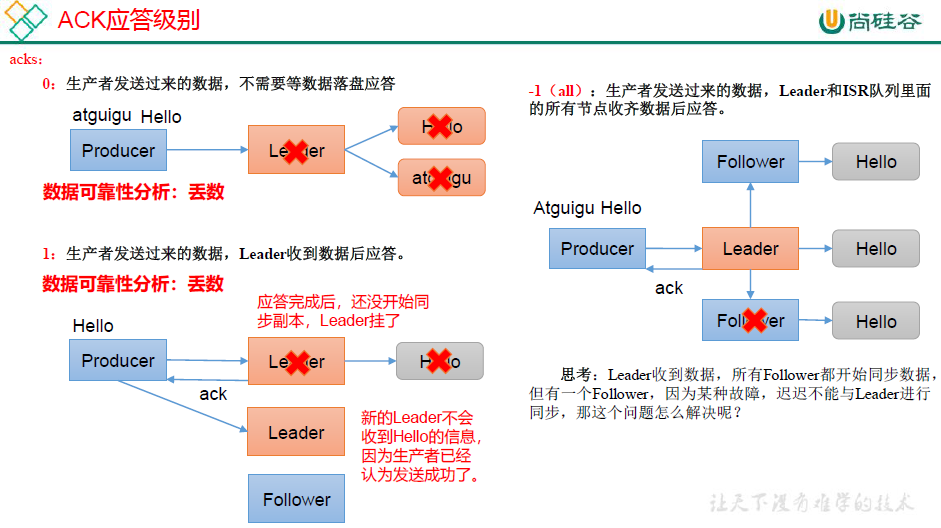 ACK应答级别
尚硅谷
acks:
0：生产者发送过来的数据，不需要等数据落盘应答
atguigu Hello
Producer
Leader
Hello
atguigu
数据可靠性分析：丢数
1：生产者发送过来的数据，Leader收到数据后应答。
数据可靠性分析：丢数
应答完成后，还没开始同
步副本，Leader挂了
Hello
Producer
Leader
Hello
ack
Leader
新的Leader不会
收到Hello的信息，
因为生产者已经
认为发送成功了。
Follower
-1（all）：生产者发送过来的数据，Leader和ISR队列里面
的所有节点收齐数据后应答。
Follower
Hello
Atguigu Hello
Producer
Leader
Hello
ack
Follower
Hello
思考：Leader收到数据，所有Follower都开始同步数据，
但有一个Follower，因为某种故障，迟迟不能与Leader进行
同步，那这个问题怎么解决呢？
让天下没有难学的技术